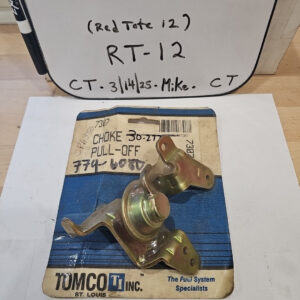 (Red Tote 12)
RT-12
CT. 3/14/25. Mike. CT
7307
CHOKE
PULL-OFF
774-6080
7307
TOMCO TI INC.
ST. LOUIS
The Fuel System
Specialists